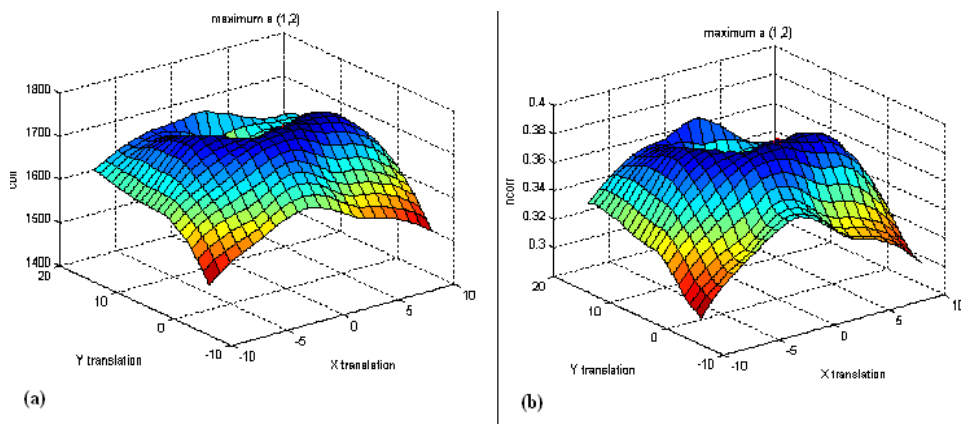 maximum a (1,2)
1800
1700
1600
1500
1400
corr
20
10
0
-10
Y translation
-10
-5
0
5
10
X translation
(a)
maximum a (1,2)
0.4
0.38
0.36
0.34
0.32
0.3
ncorr
20
10
0
-10
Y translation
-10
-5
0
5
10
X translation
(b)